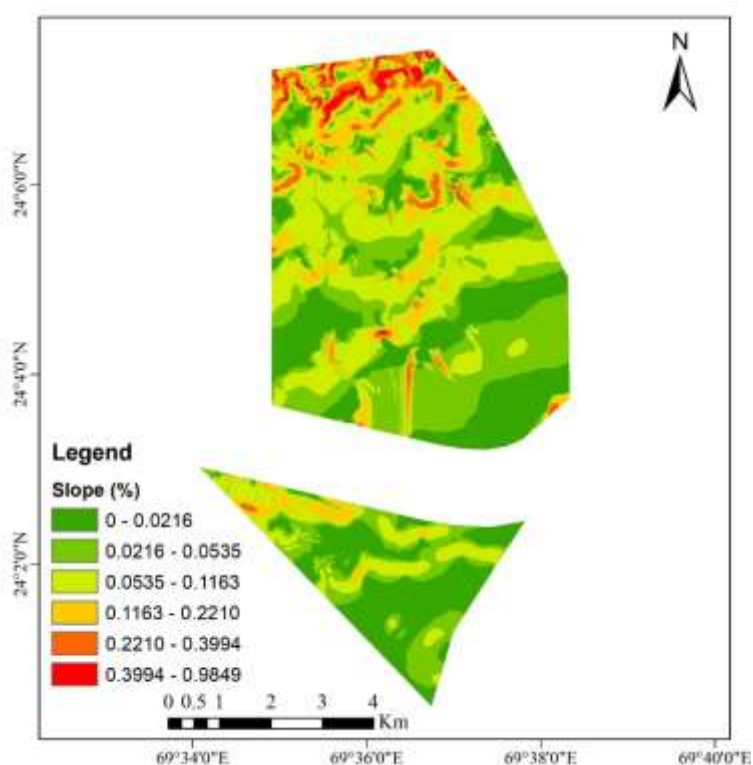 N
24°6'0"N
24°4'0"N
24°2'0"N
Legend
Slope (%)
0 - 0.0216
0.0216 - 0.0535
0.0535 - 0.1163
0.1163 - 0.2210
0.2210 - 0.3994
0.3994 - 0.9849
0 0.5 1 2 3 4
Km
69°34'0"E 69°36'0"E 69°38'0"E 69°40'0"E